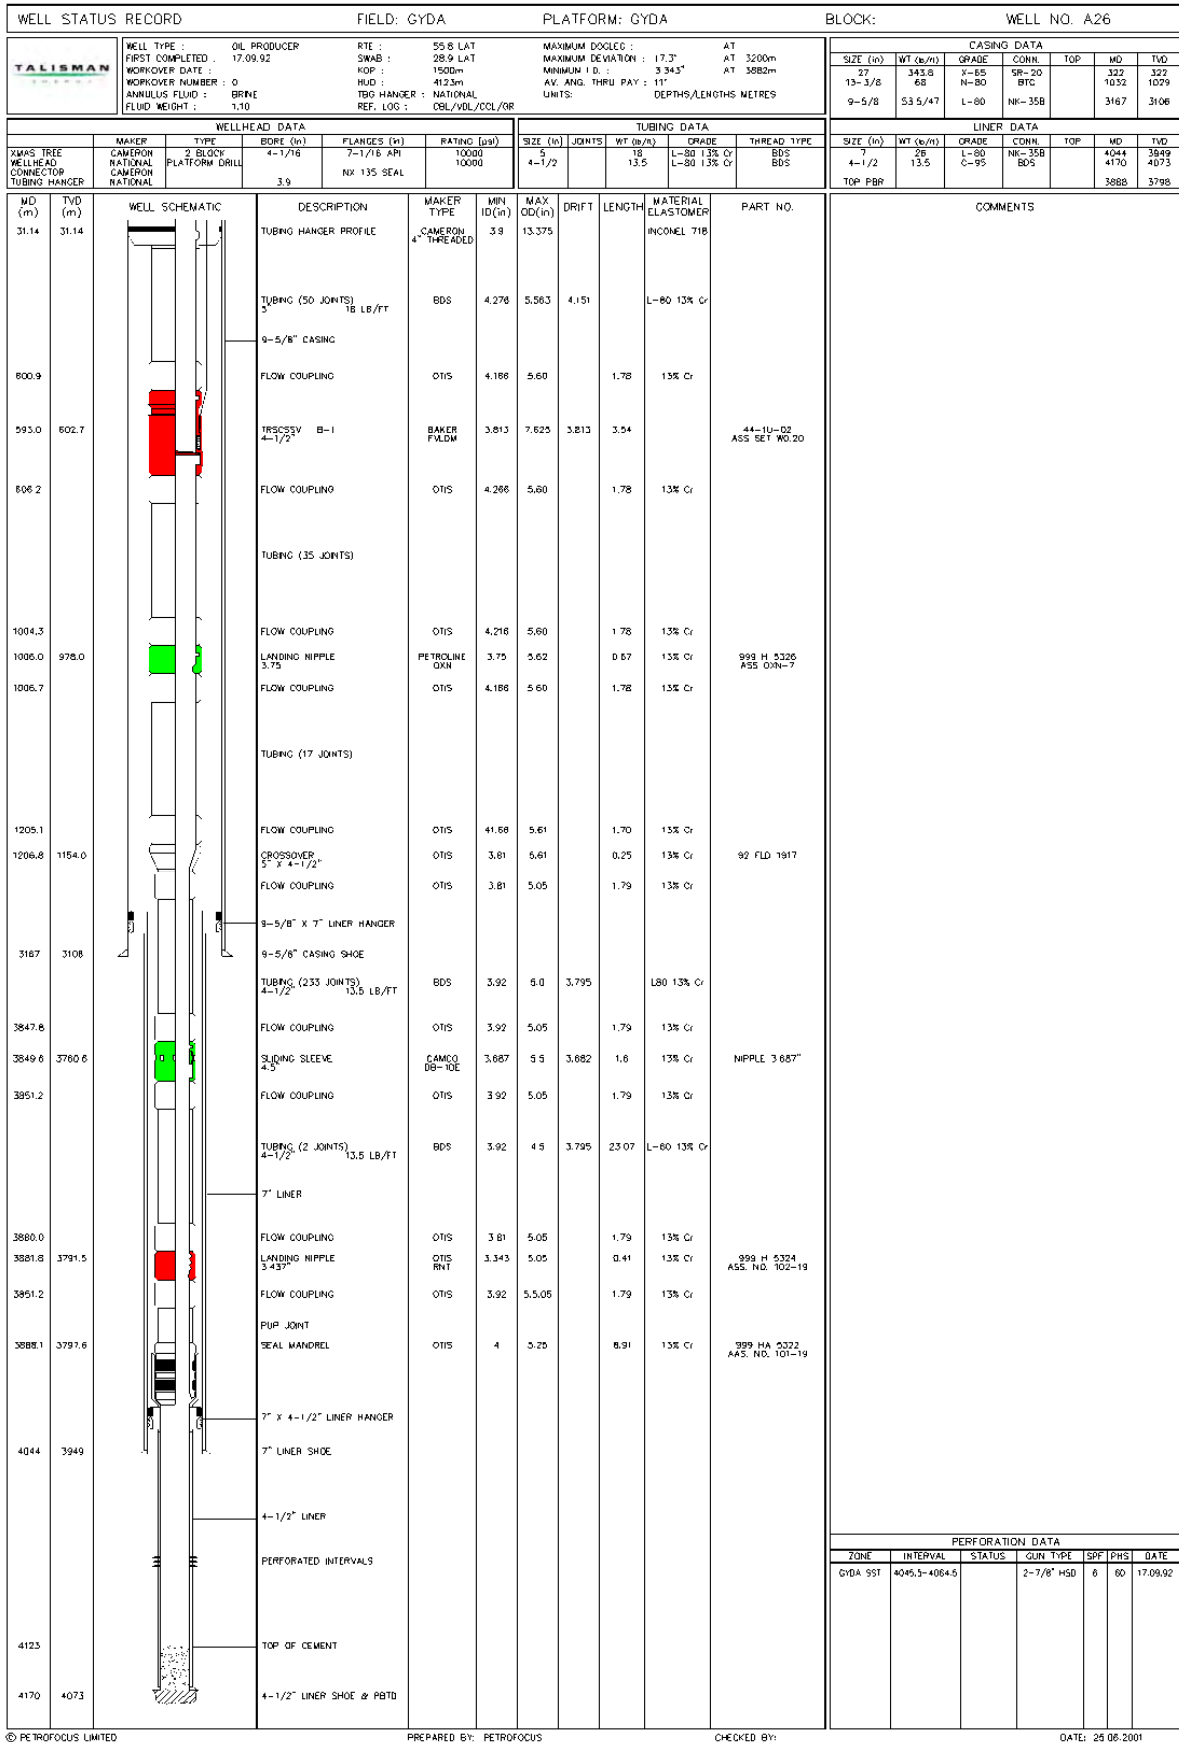 WELL STATUS RECORD FIELD: GYDA PLATFORM: GYDA BLOCK: WELL NO. A26
TALISMAN
ENERGY
WELL TYPE : OIL PRODUCER
FIRST COMPLETED : 17.09.92
WORKOVER DATE :
WORKOVER NUMBER : 0
ANNULUS FLUID : BRINE
FLUID WEIGHT : 1,10
RTE : 55.8 LAT
SWAB : 28.9 LAT
KOP : 1500m
HUD : 4123m
TBG HANGER : NATIONAL
REF. LOG : CBL/VDL/CCL/GR
MAXIMUM DOGLEG : AT
MAXIMUM DEVIATION : 17.7° AT 3200m
MINIMUM I.D. : 3.343" AT 3882m
AV. ANG. THRU PAY : 11°
UNITS: DEPTHS/LENGTHS METRES
CASING DATA
SIZE (in) WT (lb/ft) GRADE CONN. TOP MD TVD
27 343.8 X-65 SR-20 322 322
13-3/8 68 N-80 BTC 1032 1029
9-5/8 53.5/47 L-80 NK-3SB 3167 3106
WELLHEAD DATA
MAKER TYPE BORE (in) FLANGES (in) RATING (psi)
XMAS TREE CAMERON 2 BLOCK 4-1/16 7-1/16 API 10000
WELLHEAD NATIONAL PLATFORM DRILL 10000
CONNECTOR CAMERON NX 135 SEAL
TUBING HANGER NATIONAL 3.9
TUBING DATA
SIZE (in) JOINTS WT (lb/ft) GRADE THREAD TYPE
5 18 L-80 13% Cr BDS
4-1/2 13.5 L-80 13% Cr BDS
LINER DATA
SIZE (in) WT (lb/ft) GRADE CONN. TOP MD TVD
7 26 L-80 NK-3SB 4044 3949
4-1/2 13.5 C-95 BDS 4170 4073
TOP PBR 3888 3798
MD (m) TVD (m) WELL SCHEMATIC DESCRIPTION MAKER TYPE MIN ID(in) MAX OD(in) DRIFT LENGTH MATERIAL ELASTOMER PART NO. COMMENTS
31.14 31.14 TUBING HANGER PROFILE CAMERON 3.9 13.375 INCONEL 718
4" THREADED
TUBING (50 JOINTS) BDS 4.276 5.563 4.151 L-80 13% Cr
5" 18 LB/FT
9-5/8" CASING
600.9 FLOW COUPLING OTIS 4.166 5.60 1.78 13% Cr
593.0 602.7 TRSCSSV B-1 BAKER 3.813 7.625 3.813 3.54 44-1U-02
4-1/2" FVLDM ASS SET WO.20
606.2 FLOW COUPLING OTIS 4.266 5.60 1.78 13% Cr
TUBING (35 JOINTS)
1004.3 FLOW COUPLING OTIS 4.216 5.60 1.78 13% Cr
1006.0 978.0 LANDING NIPPLE PETROLINE 3.75 5.62 0.67 13% Cr 999 H 5326
3.75 QXN ASS QXN-7
1006.7 FLOW COUPLING OTIS 4.186 5.60 1.78 13% Cr
TUBING (17 JOINTS)
1205.1 FLOW COUPLING OTIS 41.68 5.61 1.70 13% Cr
1206.8 1154.0 CROSSOVER OTIS 3.81 5.61 0.25 13% Cr 92 FLD 1917
5" X 4-1/2"
FLOW COUPLING OTIS 3.81 5.05 1.79 13% Cr
9-5/8" X 7" LINER HANGER
3167 3108 9-5/8" CASING SHOE
TUBING (233 JOINTS) BDS 3.92 5.0 3.795 L80 13% Cr
4-1/2" 13.5 LB/FT
3847.8 FLOW COUPLING OTIS 3.92 5.05 1.79 13% Cr
3849.6 3760.6 SLIDING SLEEVE CAMCO 3.687 5.5 3.682 1.6 13% Cr NIPPLE 3.687"
4.5" DB-10E
3851.2 FLOW COUPLING OTIS 3.92 5.05 1.79 13% Cr
TUBING (2 JOINTS) BDS 3.92 4.5 3.795 23.07 L-80 13% Cr
4-1/2" 13.5 LB/FT
7" LINER
3880.0 FLOW COUPLING OTIS 3.81 5.05 1.79 13% Cr
3881.8 3791.5 LANDING NIPPLE OTIS 3.343 5.05 0.41 13% Cr 999 H 5324
3.437" RNT ASS. NO. 102-19
3851.2 FLOW COUPLING OTIS 3.92 5.5.05 1.79 13% Cr
PUP JOINT
3888.1 3797.6 SEAL MANDREL OTIS 4 5.25 8.91 13% Cr 999 HA 5322
AAS. NO. 101-19
7" X 4-1/2" LINER HANGER
4044 3949 7" LINER SHOE
4-1/2" LINER
PERFORATED INTERVALS
4123 TOP OF CEMENT
4170 4073 4-1/2" LINER SHOE & PBTD
PERFORATION DATA
ZONE INTERVAL STATUS GUN TYPE SPF PHS DATE
GYDA SST 4045.5-4064.5 2-7/8" HSD 6 60 17.09.92
© PETROFOCUS LIMITED PREPARED BY: PETROFOCUS CHECKED BY: DATE: 25.06.2001